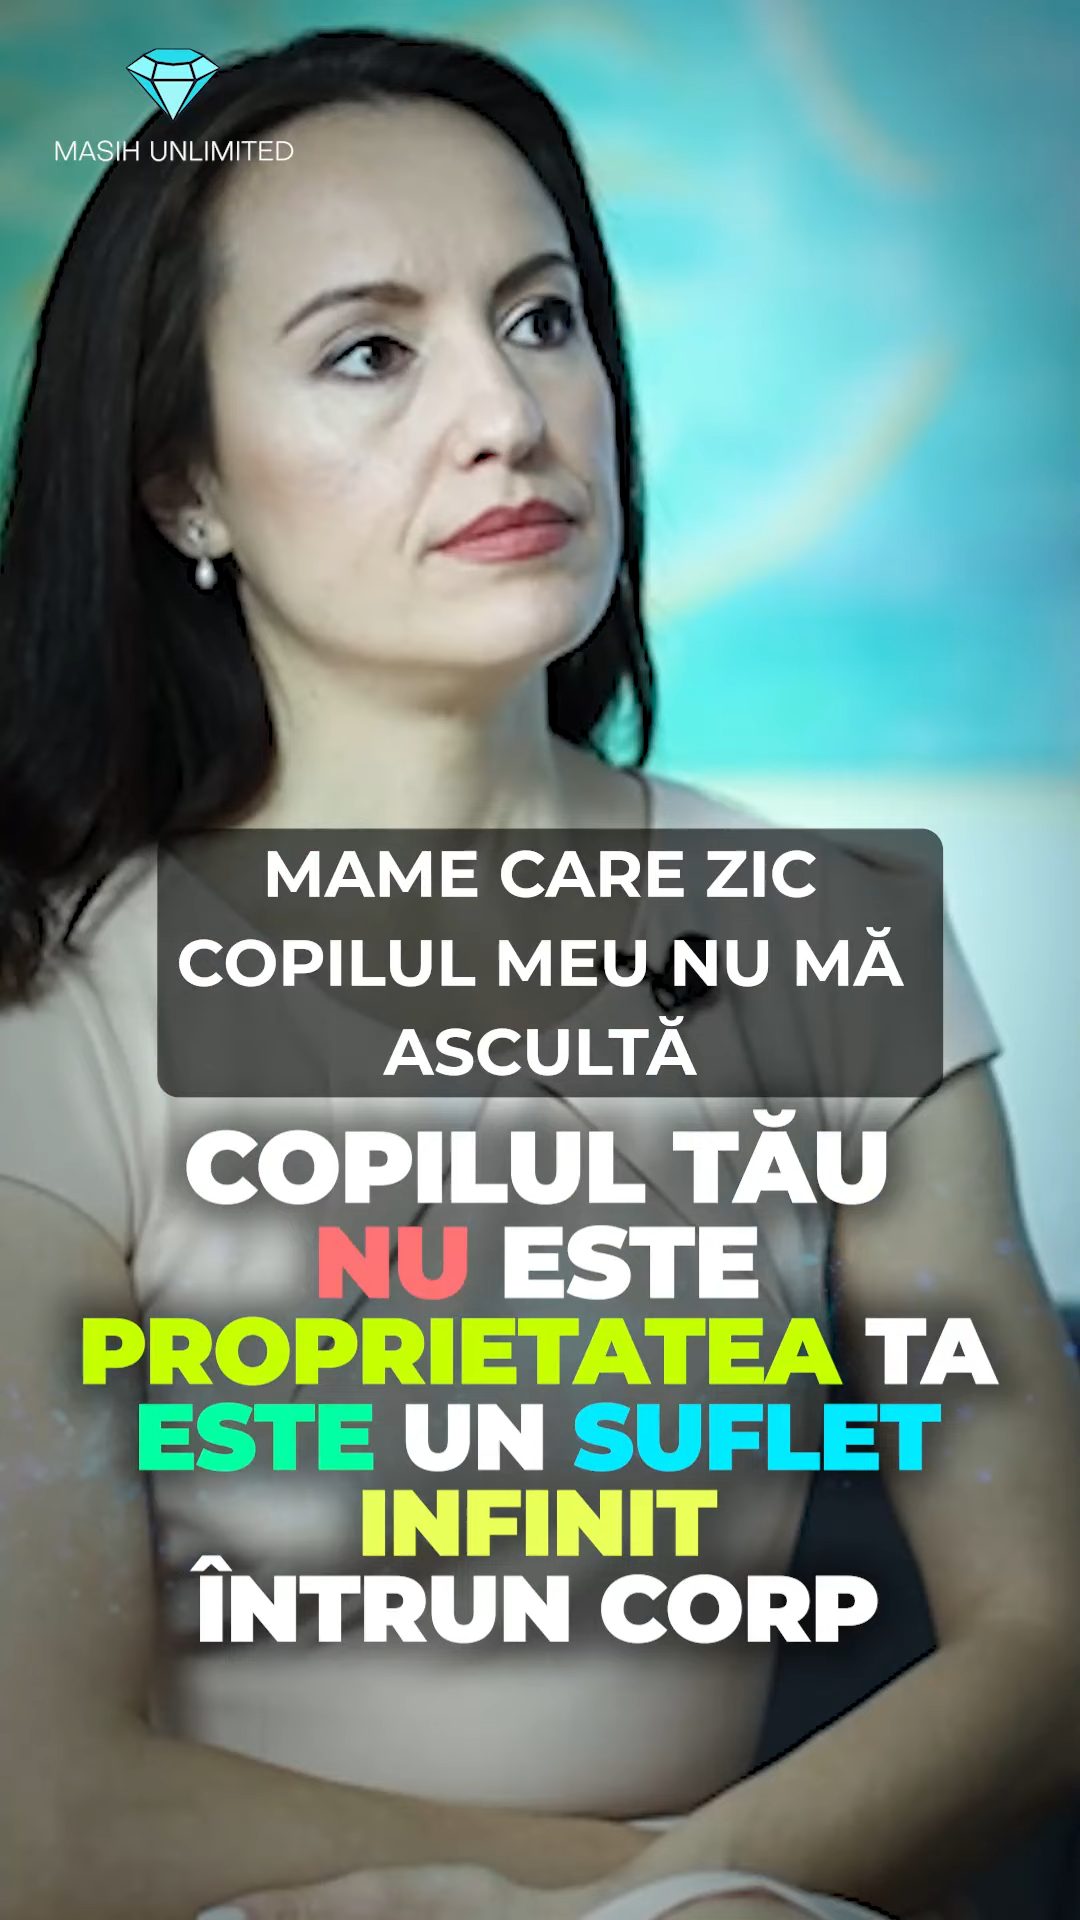 MASIH UNLIMITED
MAME CARE ZIC
COPILUL MEU NU MĂ
ASCULTĂ
COPILUL TĂU
NU ESTE
PROPRIETATEA TA
ESTE UN SUFLET
INFINIT
ÎNTRUN CORP